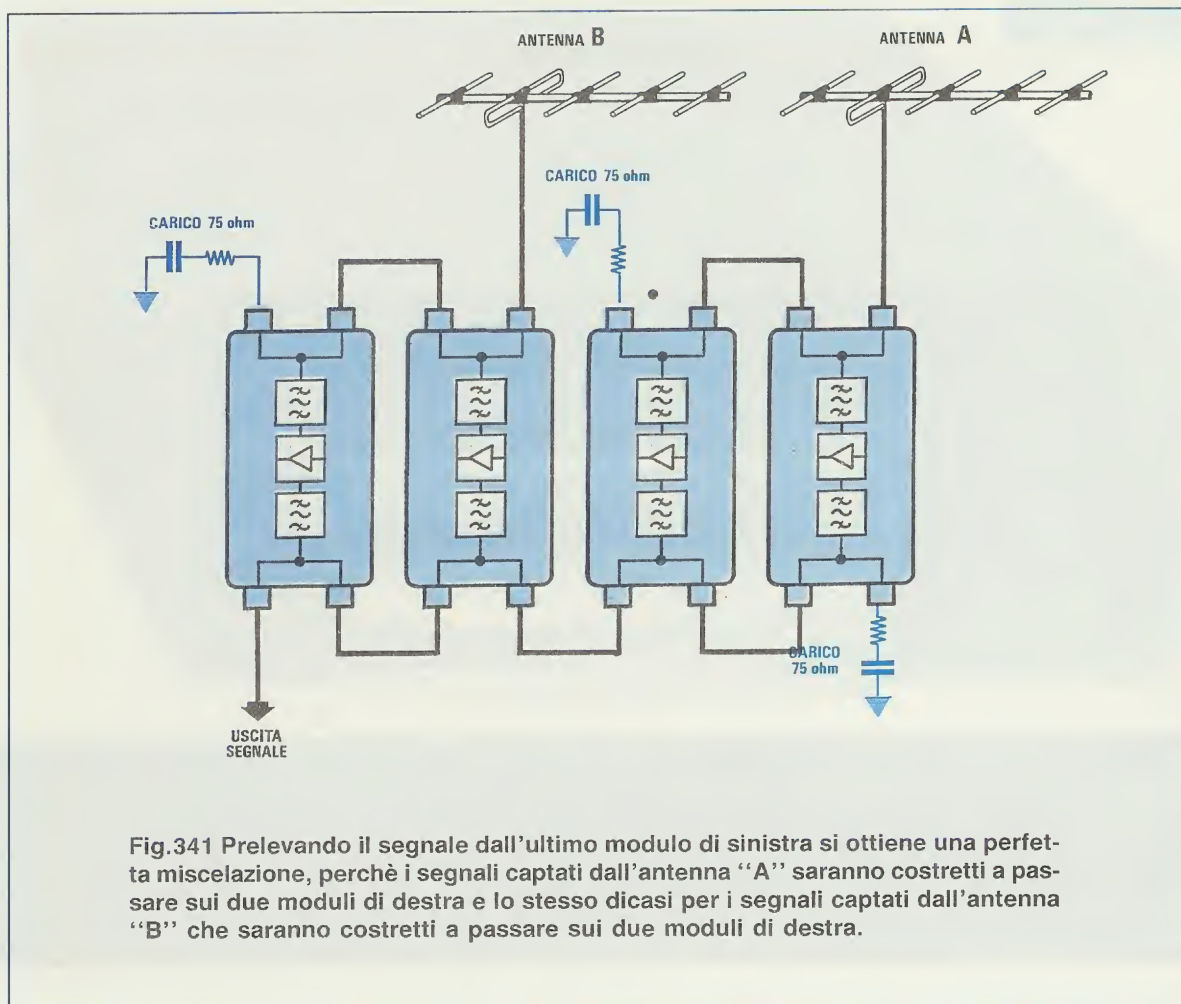 ANTENNA B
ANTENNA A
CARICO 75 ohm
CARICO 75 ohm
CARICO
75 ohm
USCITA
SEGNALE
Fig.341 Prelevando il segnale dall'ultimo modulo di sinistra si ottiene una perfet-
ta miscelazione, perchè i segnali captati dall'antenna "A" saranno costretti a pas-
sare sui due moduli di destra e lo stesso dicasi per i segnali captati dall'antenna
"B" che saranno costretti a passare sui due moduli di destra.